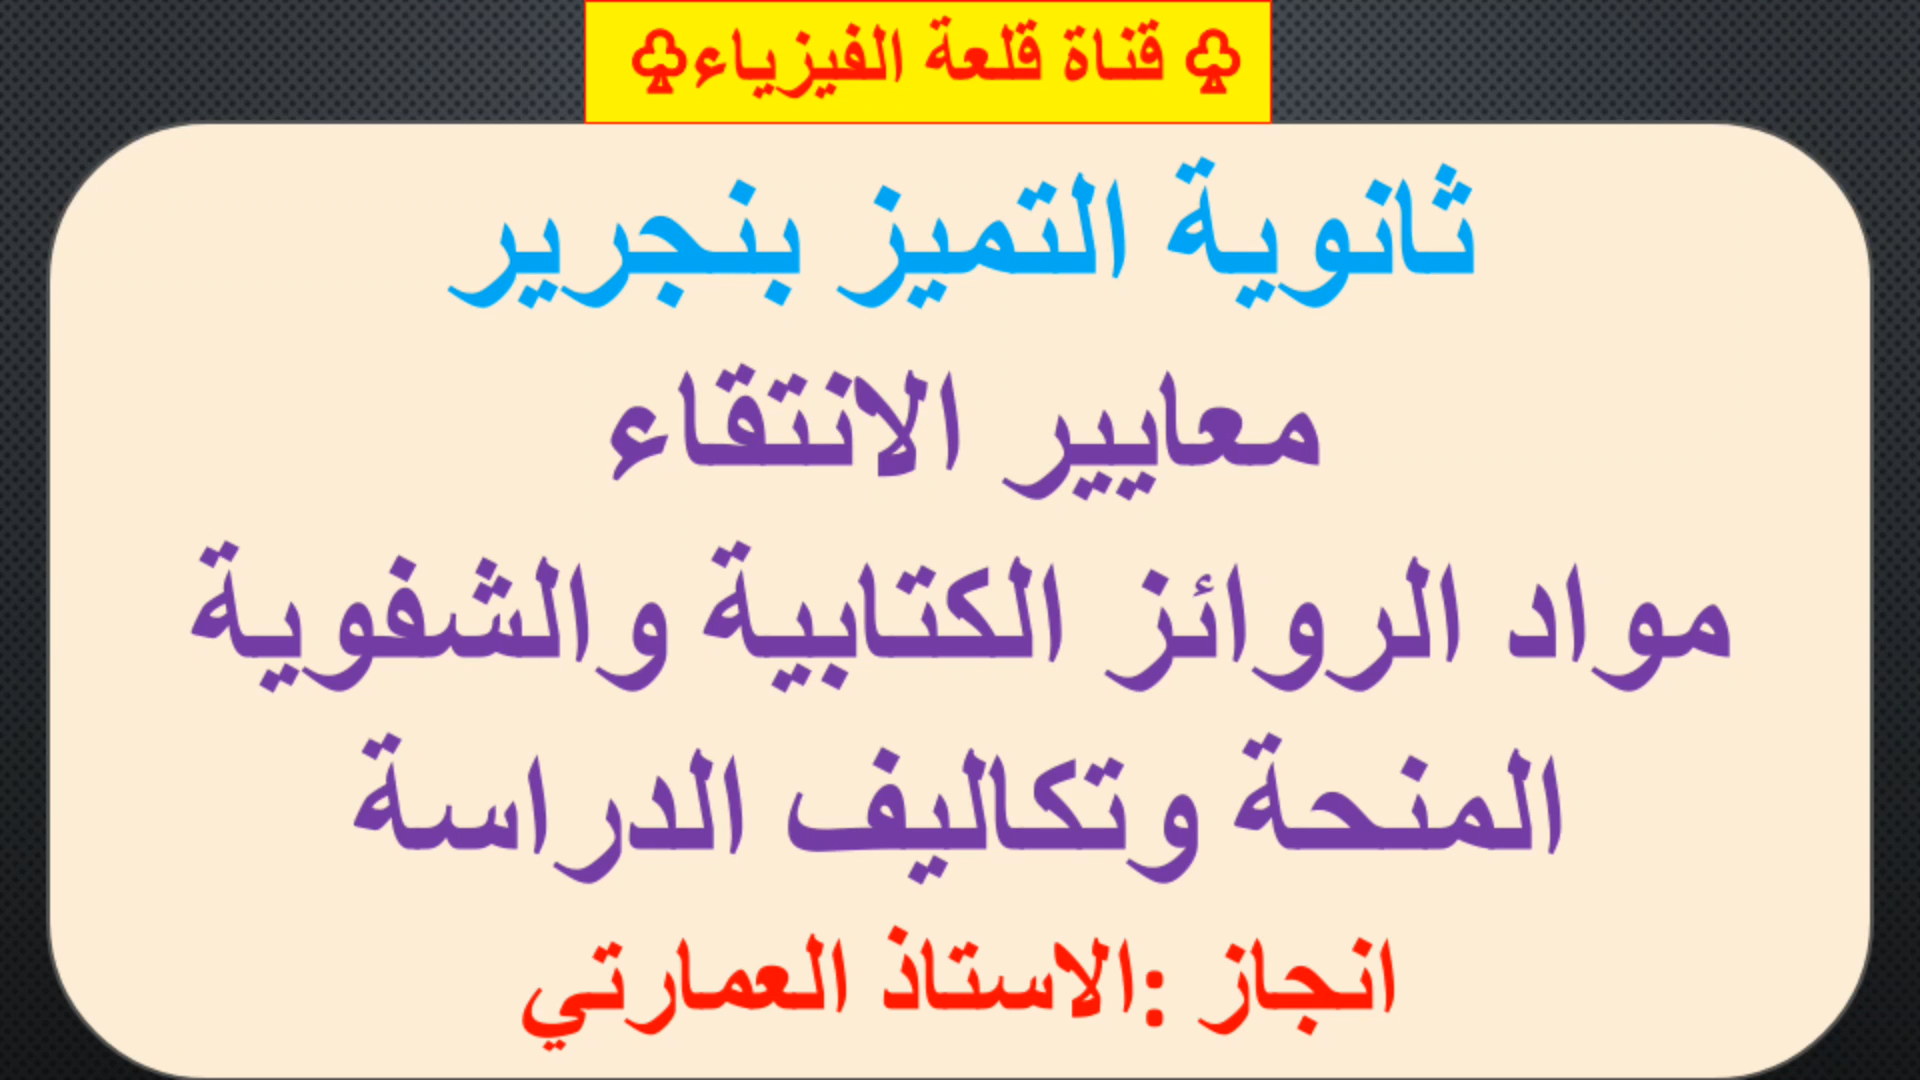 ♧ قناة قلعة الفيزياء♧
ثانوية التميز بنجرير
معايير الانتقاء
مواد الروائز الكتابية والشفوية
المنحة وتكاليف الدراسة
انجاز :الاستاذ العمارتي